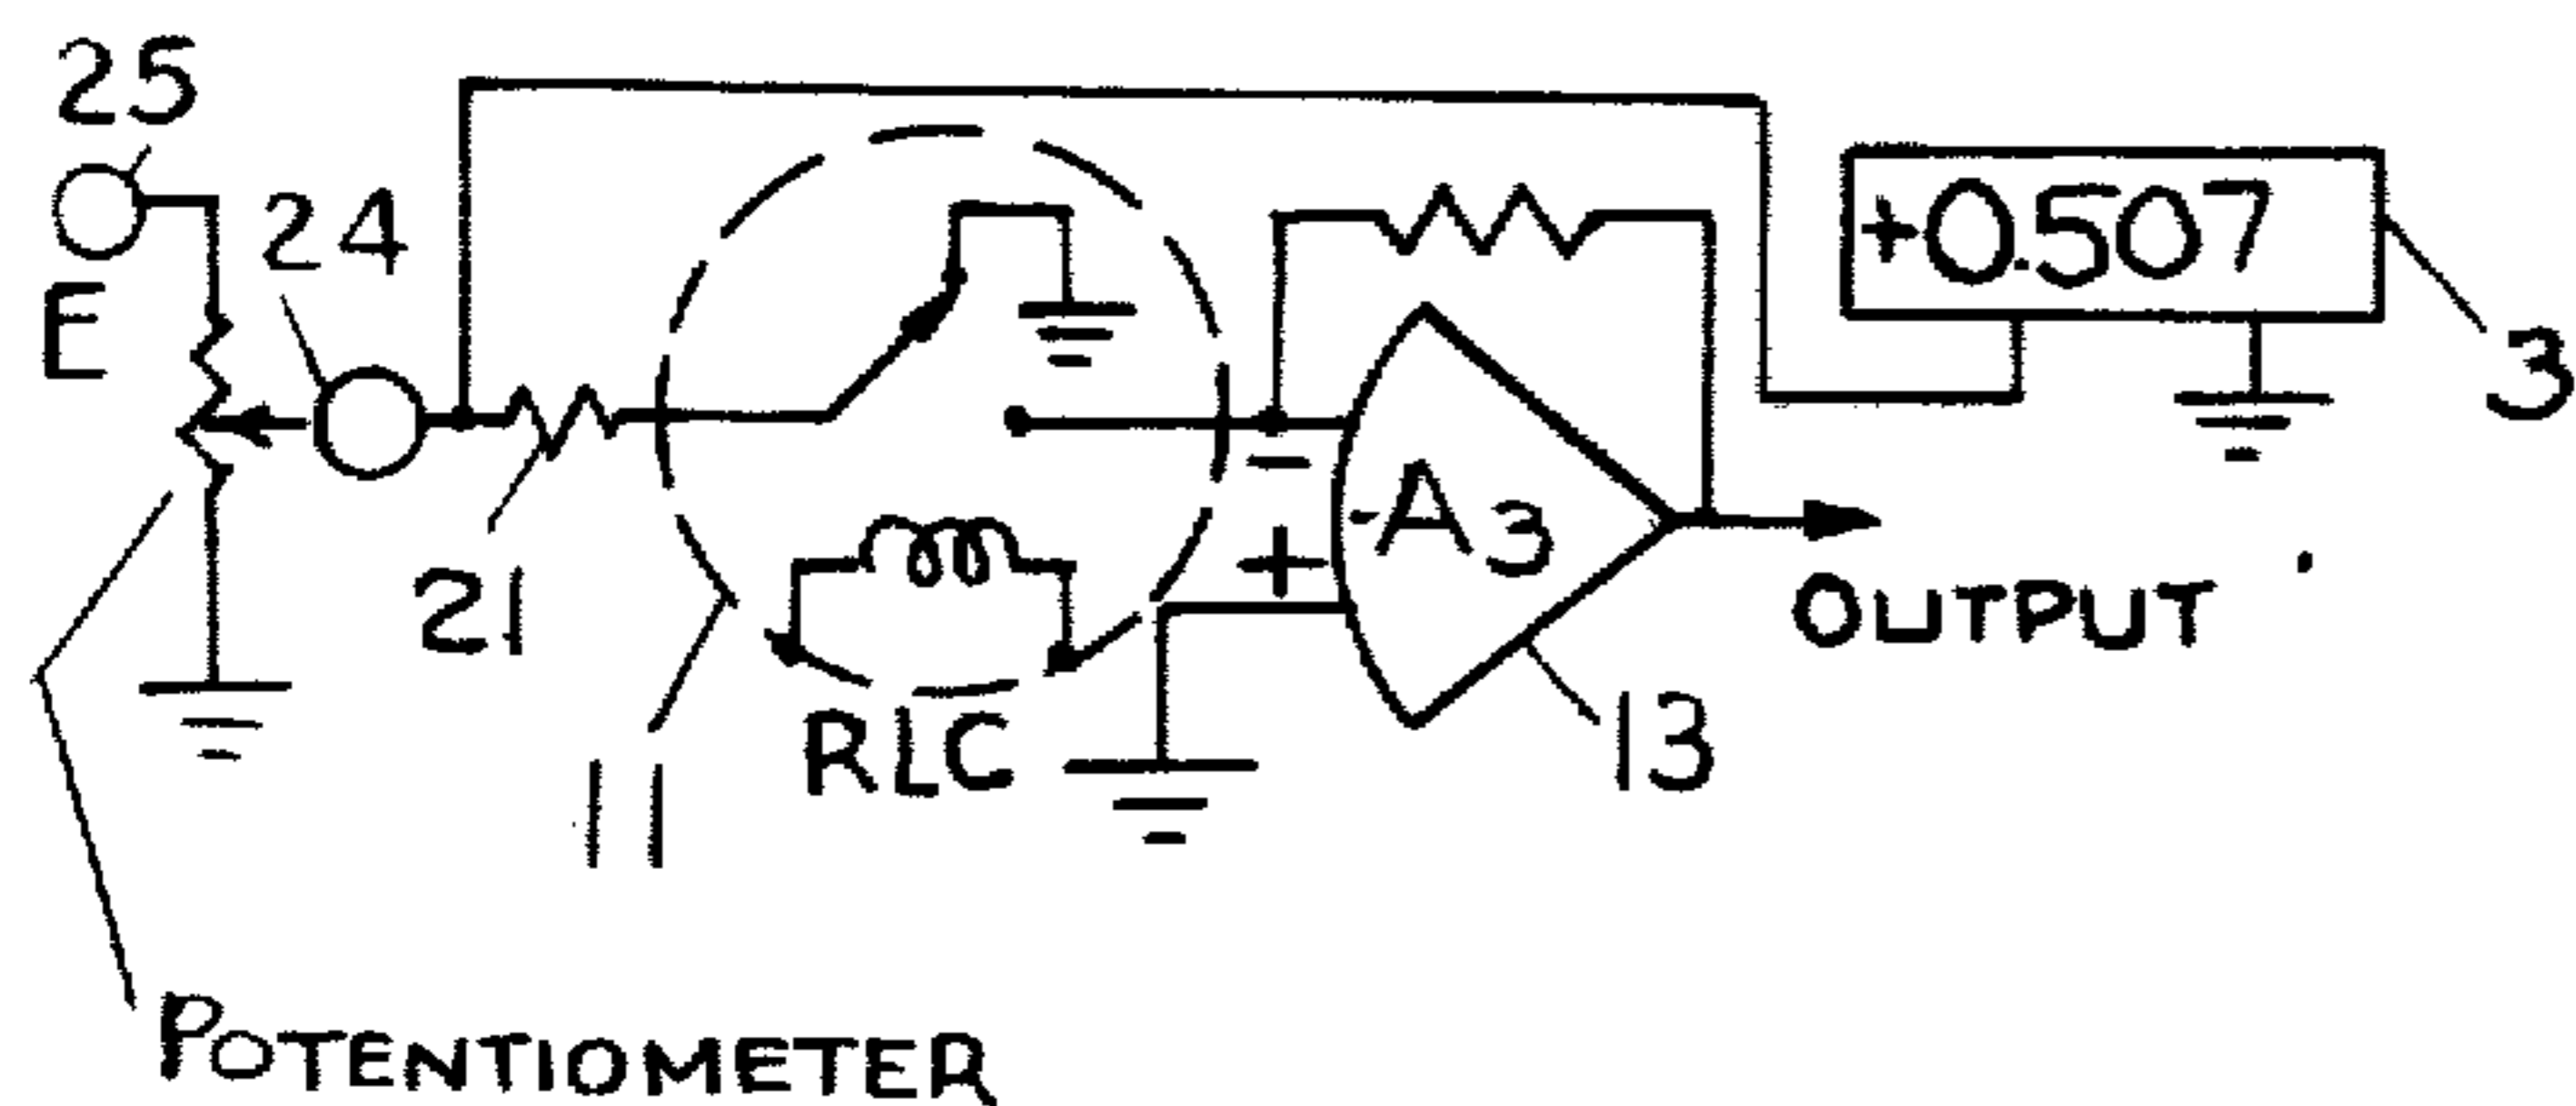 25
24
E
+0.507
3
-
+
-A3
21
OUTPUT
RLC
13
11
POTENTIOMETER